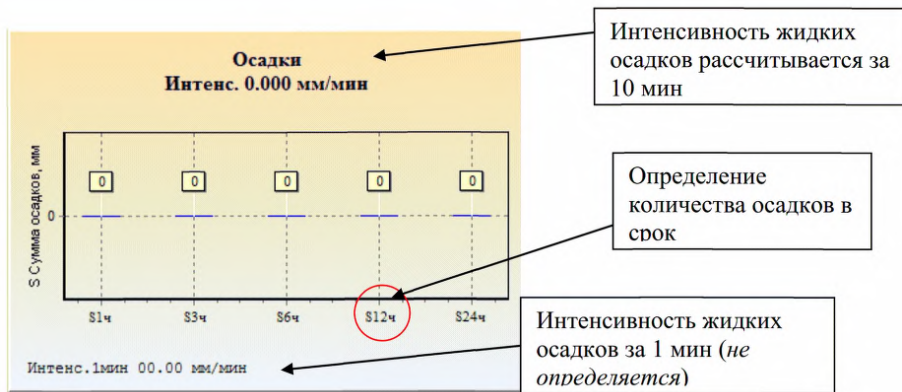 Осадки
Интенс. 0.000 мм/мин
S Сумма осадков, мм
0 0 0 0 0
0
S1ч S3ч S6ч S12ч S24ч
Интенс.1мин 00.00 мм/мин
Интенсивность жидких
осадков рассчитывается за
10 мин
Определение
количества осадков в
срок
Интенсивность жидких
осадков за 1 мин (не
определяется)